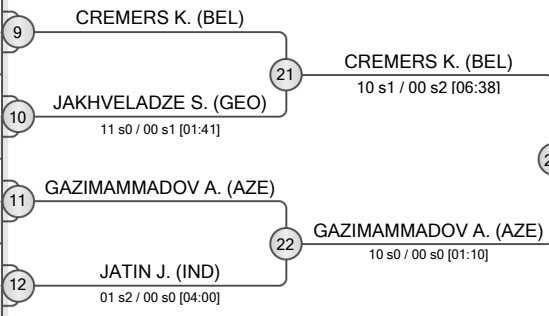 9
CREMERS K. (BEL)
21
CREMERS K. (BEL)
10 s1 / 00 s2 [06:38]
10
JAKHVELADZE S. (GEO)
11 s0 / 00 s1 [01:41]
11
GAZIMAMMADOV A. (AZE)
22
GAZIMAMMADOV A. (AZE)
10 s0 / 00 s0 [01:10]
12
JATIN J. (IND)
01 s2 / 00 s0 [04:00]